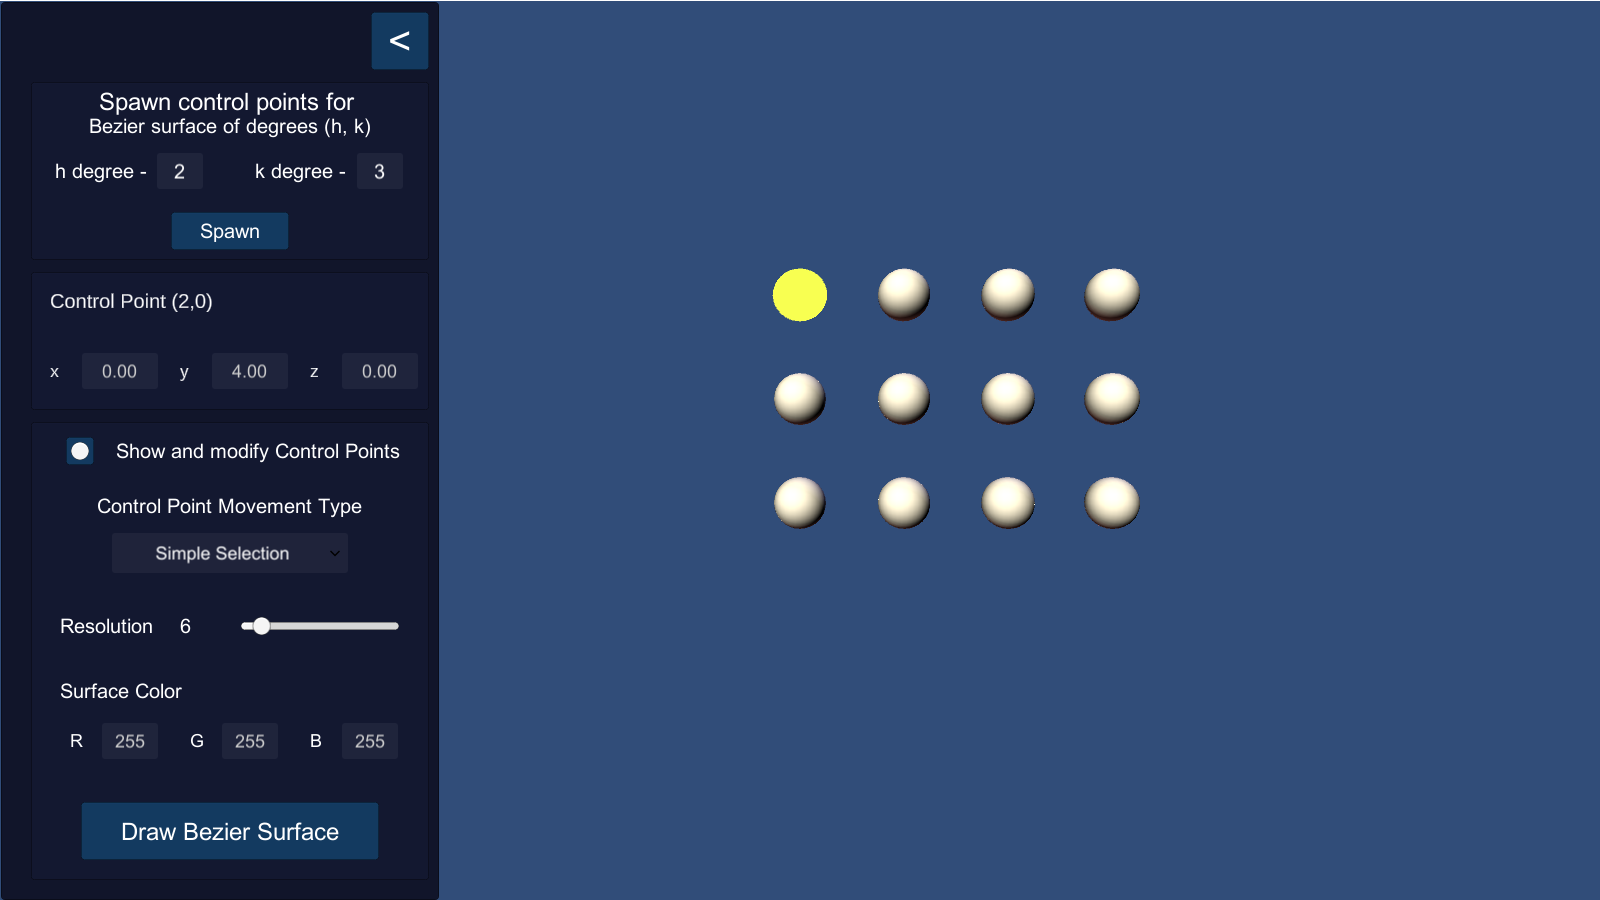 <
Spawn control points for
Bezier surface of degrees (h, k)
h degree - 2 k degree - 3
Spawn
Control Point (2,0)
x 0.00 y 4.00 z 0.00
Show and modify Control Points
Control Point Movement Type
Simple Selection
Resolution 6
Surface Color
R 255 G 255 B 255
Draw Bezier Surface